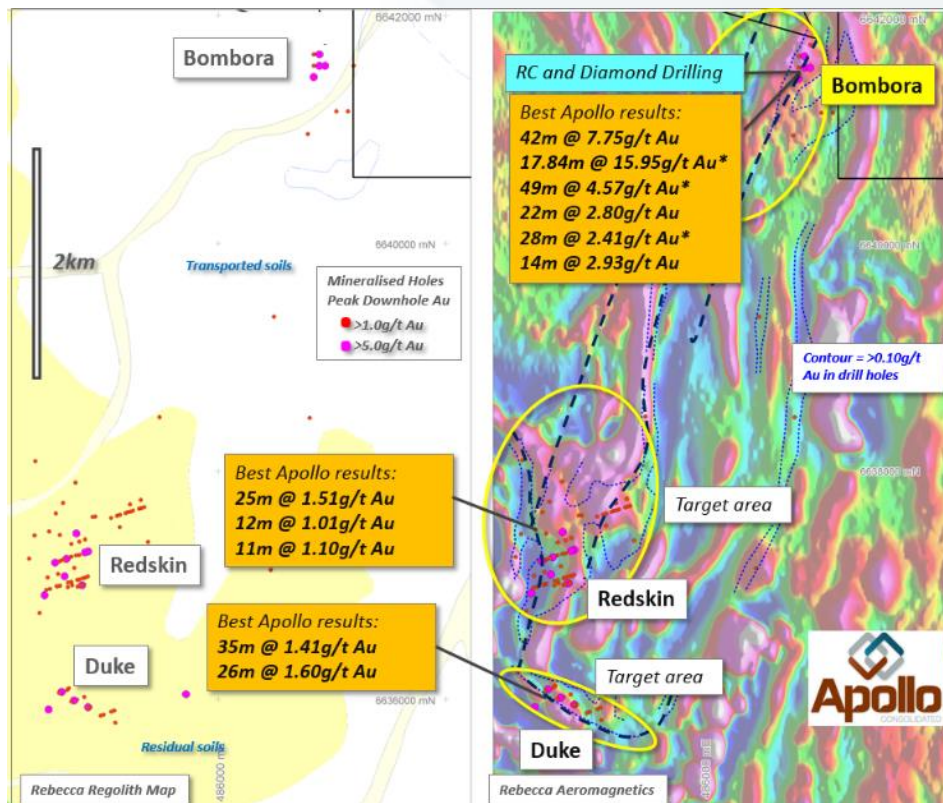 6642000 mN
Bombora
2km
6640000 mN
Transported soils
Mineralised Holes
Peak Downhole Au
>1.0g/t Au
>5.0g/t Au
Best Apollo results:
25m @ 1.51g/t Au
12m @ 1.01g/t Au
11m @ 1.10g/t Au
Redskin
Best Apollo results:
35m @ 1.41g/t Au
26m @ 1.60g/t Au
Duke
6636000 mN
Residual soils
486000 mE
Rebecca Regolith Map
6642000 mN
RC and Diamond Drilling
Bombora
Best Apollo results:
42m @ 7.75g/t Au
17.84m @ 15.95g/t Au*
49m @ 4.57g/t Au*
22m @ 2.80g/t Au
28m @ 2.41g/t Au*
14m @ 2.93g/t Au
6640000 mN
Contour = >0.10g/t
Au in drill holes
6638000 mN
Target area
Redskin
Target area
Apollo
CONSOLIDATED
Duke
486000 mE
Rebecca Aeromagnetics